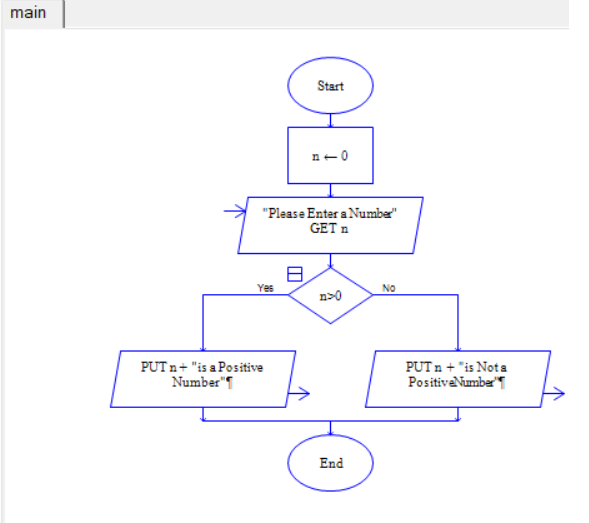 main
Start
n ← 0
"Please Enter a Number"
GET n
Yes
n>0
No
PUT n + "is a Positive
Number"¶
PUT n + "is Not a
PositiveNumber"¶
End